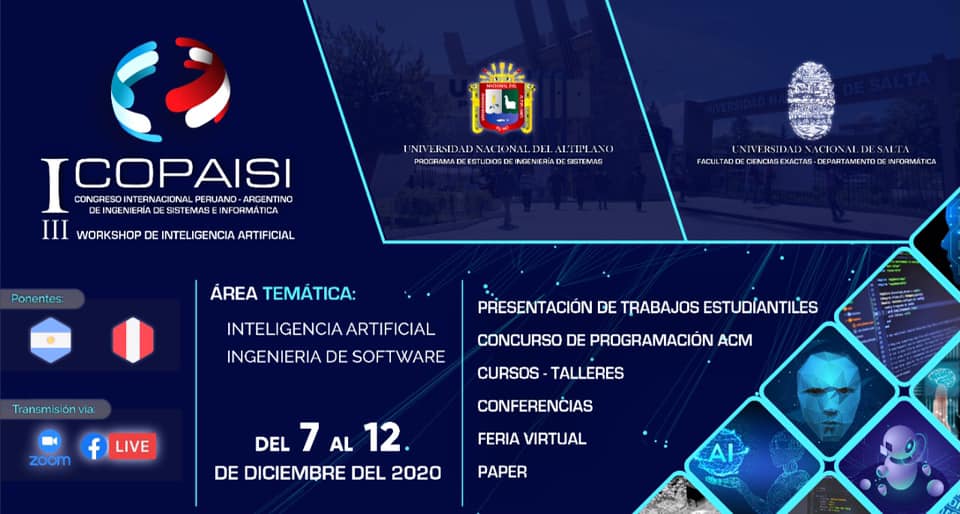 I COPAISI
CONGRESO INTERNACIONAL PERUANO - ARGENTINO
DE INGENIERÍA DE SISTEMAS E INFORMÁTICA
III WORKSHOP DE INTELIGENCIA ARTIFICIAL
UNIVERSIDAD NACIONAL DEL ALTIPLANO
PROGRAMA DE ESTUDIOS DE INGENIERÍA DE SISTEMAS
UNIVERSIDAD NACIONAL DE SALTA
FACULTAD DE CIENCIAS EXACTAS - DEPARTAMENTO DE INFORMÁTICA
Ponentes:
Transmisión vía:
zoom
LIVE
ÁREA TEMÁTICA:
INTELIGENCIA ARTIFICIAL
INGENIERIA DE SOFTWARE
DEL 7 AL 12
DE DICIEMBRE DEL 2020
PRESENTACIÓN DE TRABAJOS ESTUDIANTILES
CONCURSO DE PROGRAMACIÓN ACM
CURSOS - TALLERES
CONFERENCIAS
FERIA VIRTUAL
PAPER
AI